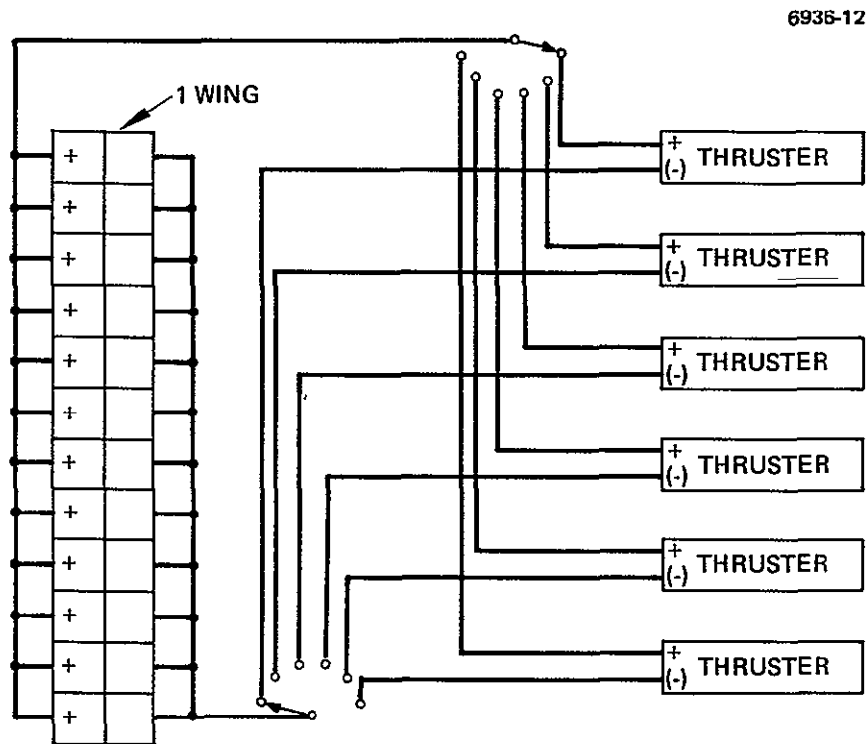 6936-12
1 WING
+
+ THRUSTER
(-)
+
+
+ THRUSTER
(-)
+
+
+ THRUSTER
(-)
+
+
+ THRUSTER
(-)
+
+
+ THRUSTER
(-)
+
+
+ THRUSTER
(-)
+